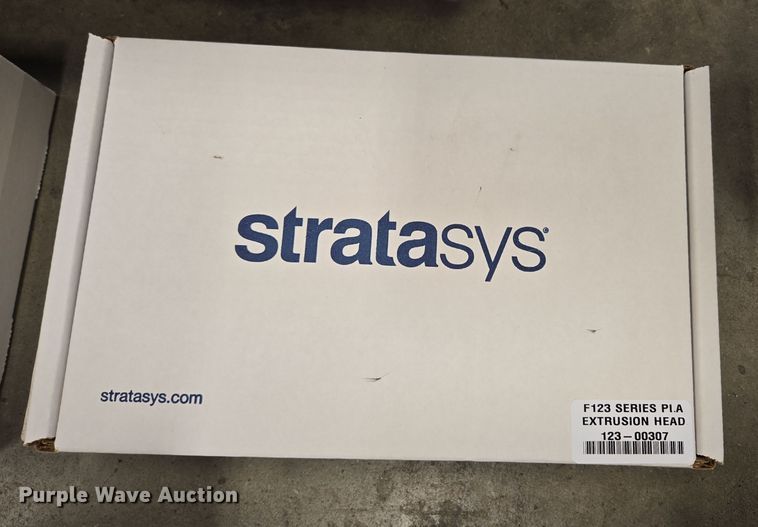 stratasys®
stratasys.com
F123 SERIES PLA
EXTRUSION HEAD
123-00307
Purple Wave Auction